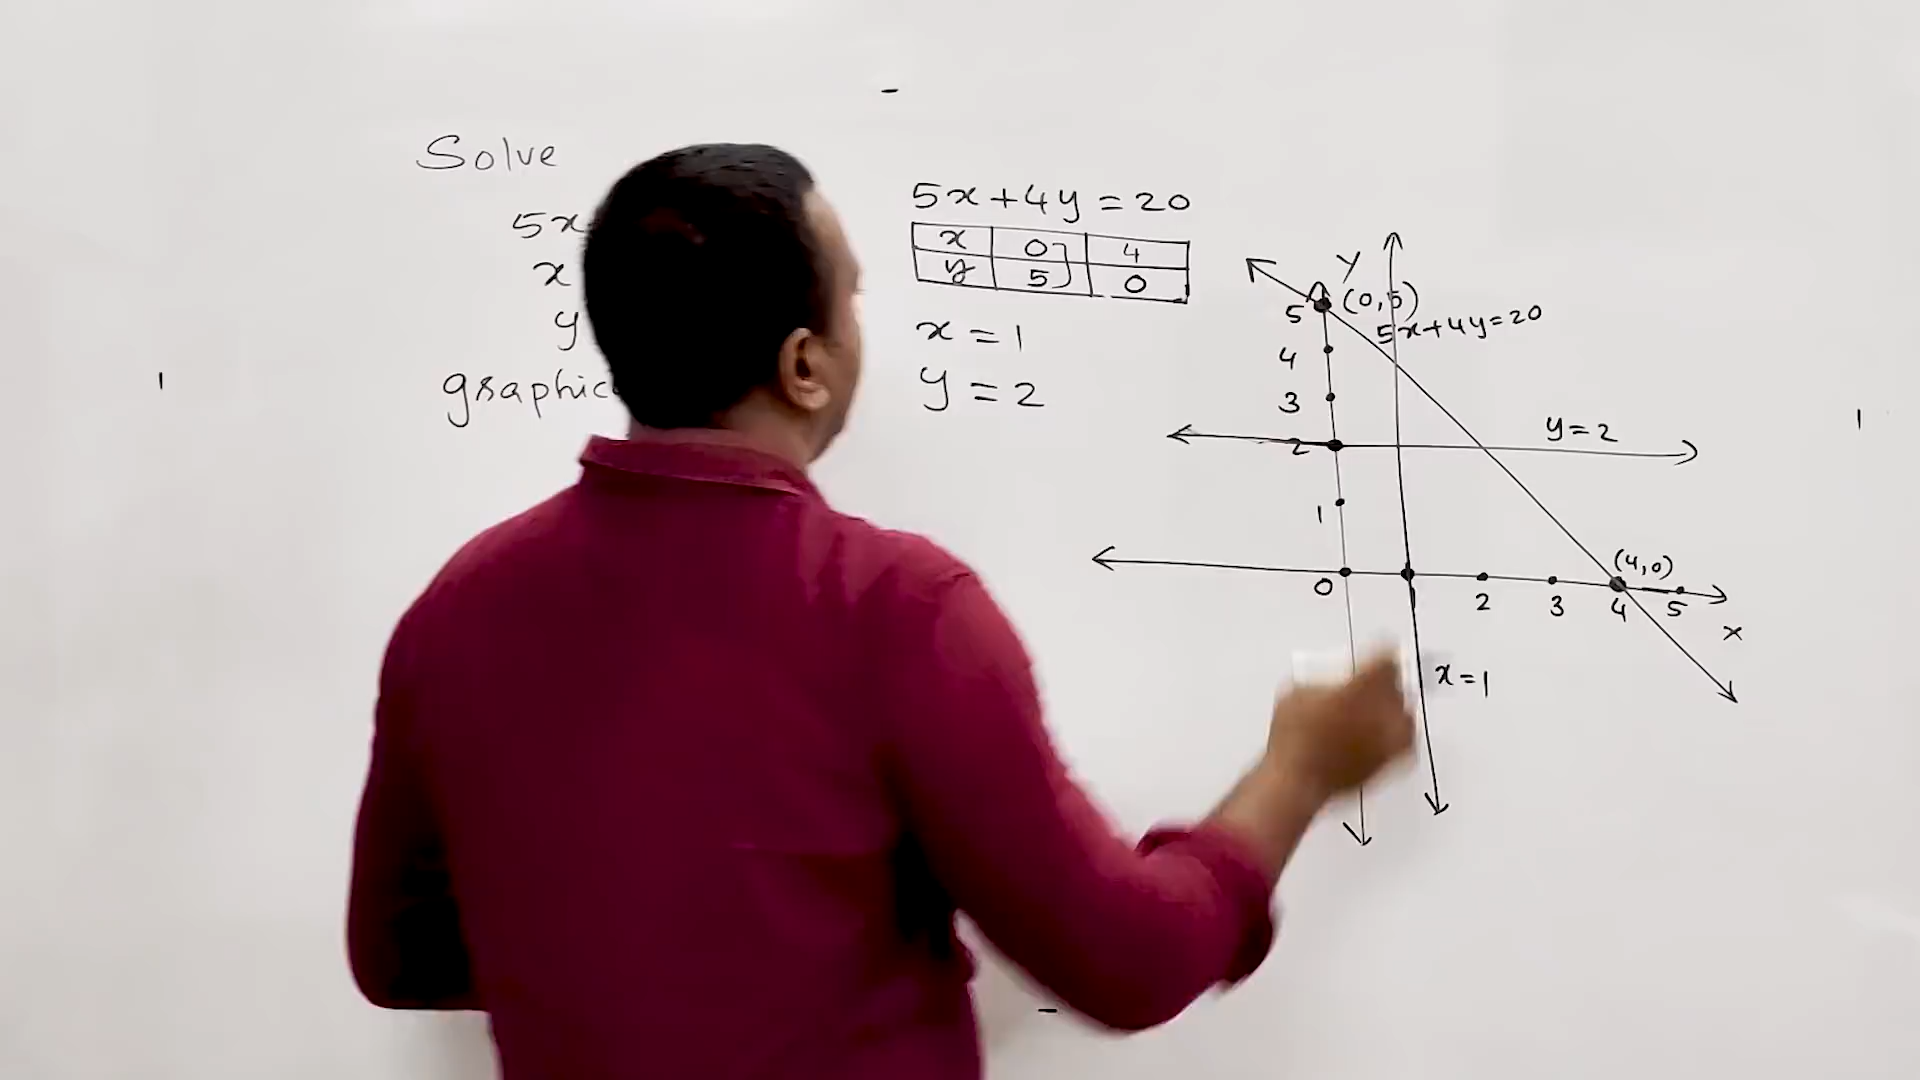 Solve
5x
x
y
graphic
5x+4y=20
x 0 4
y 5 0
x=1
y=2
Y
(0,5)
5x+4y=20
5
4
3
2
1
0
y=2
(4,0)
1 2 3 4 5
x
x=1